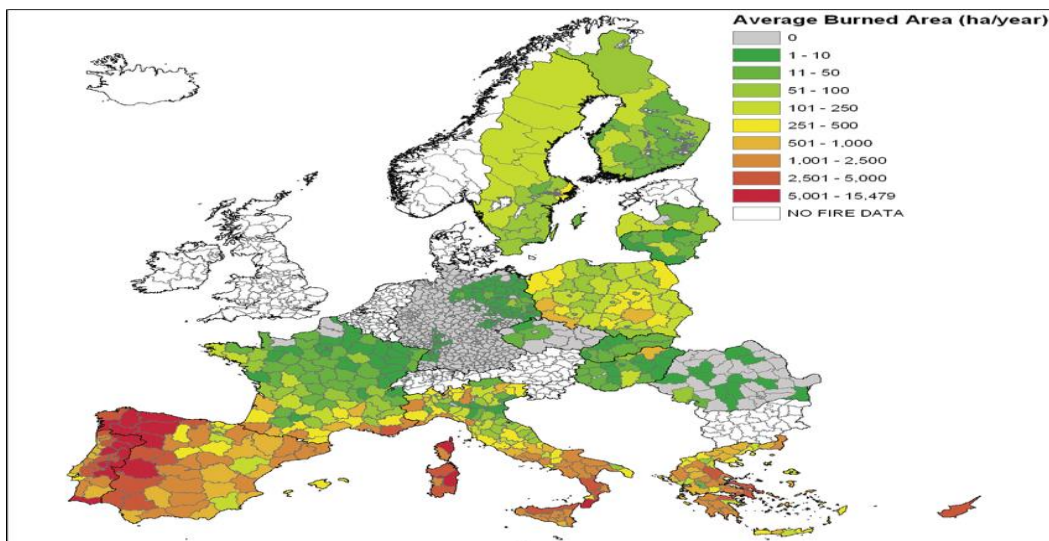 Average Burned Area (ha/year)
0
1 - 10
11 - 50
51 - 100
101 - 250
251 - 500
501 - 1,000
1,001 - 2,500
2,501 - 5,000
5,001 - 15,479
NO FIRE DATA